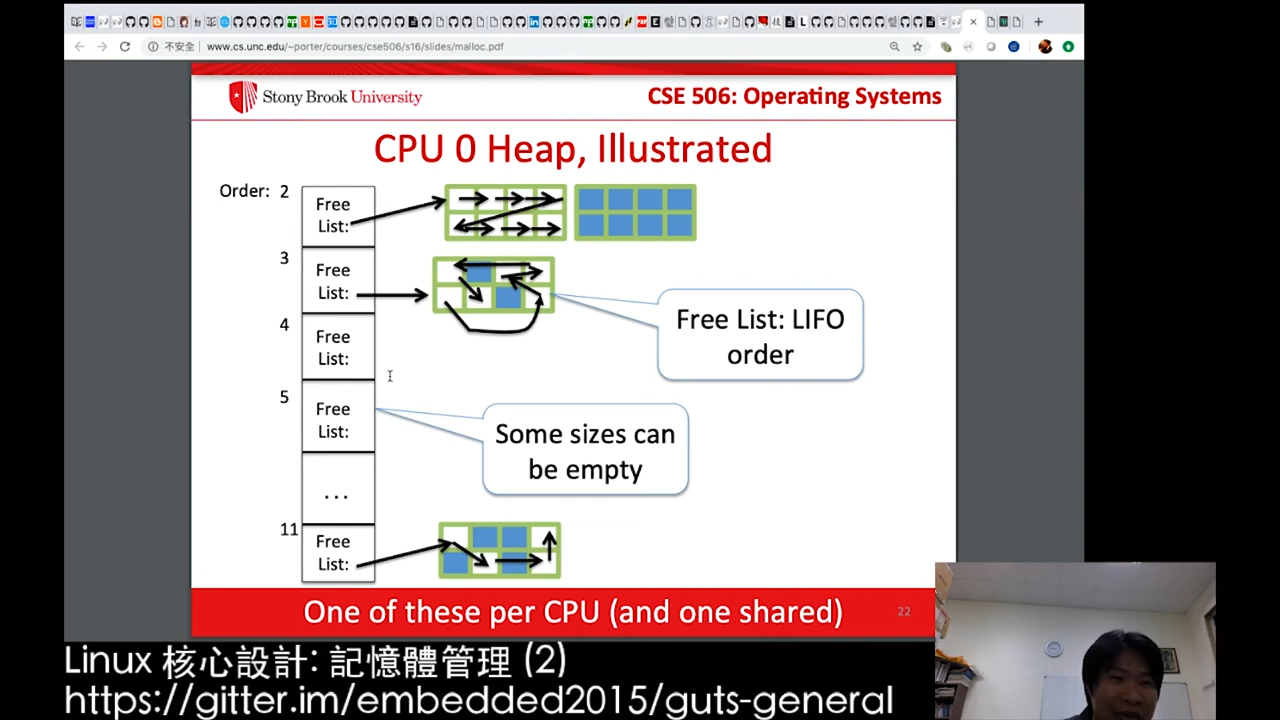 不安全 www.cs.unc.edu/~porter/courses/cse506/s16/slides/malloc.pdf
Stony Brook University
CSE 506: Operating Systems
CPU 0 Heap, Illustrated
Order: 2
Free
List:
3
Free
List:
Free List: LIFO
order
4
Free
List:
5
Free
List:
Some sizes can
be empty
...
11
Free
List:
One of these per CPU (and one shared)
22
Linux 核心設計: 記憶體管理 (2)
https://gitter.im/embedded2015/guts-general